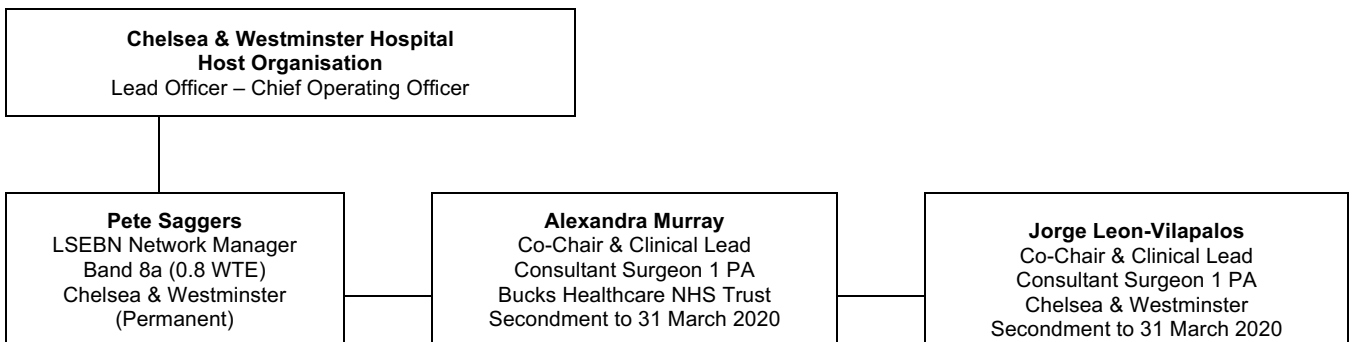 Chelsea & Westminster Hospital
Host Organisation
Lead Officer – Chief Operating Officer
Pete Saggers
LSEBN Network Manager
Band 8a (0.8 WTE)
Chelsea & Westminster
(Permanent)
Alexandra Murray
Co-Chair & Clinical Lead
Consultant Surgeon 1 PA
Bucks Healthcare NHS Trust
Secondment to 31 March 2020
Jorge Leon-Vilapalos
Co-Chair & Clinical Lead
Consultant Surgeon 1 PA
Chelsea & Westminster
Secondment to 31 March 2020